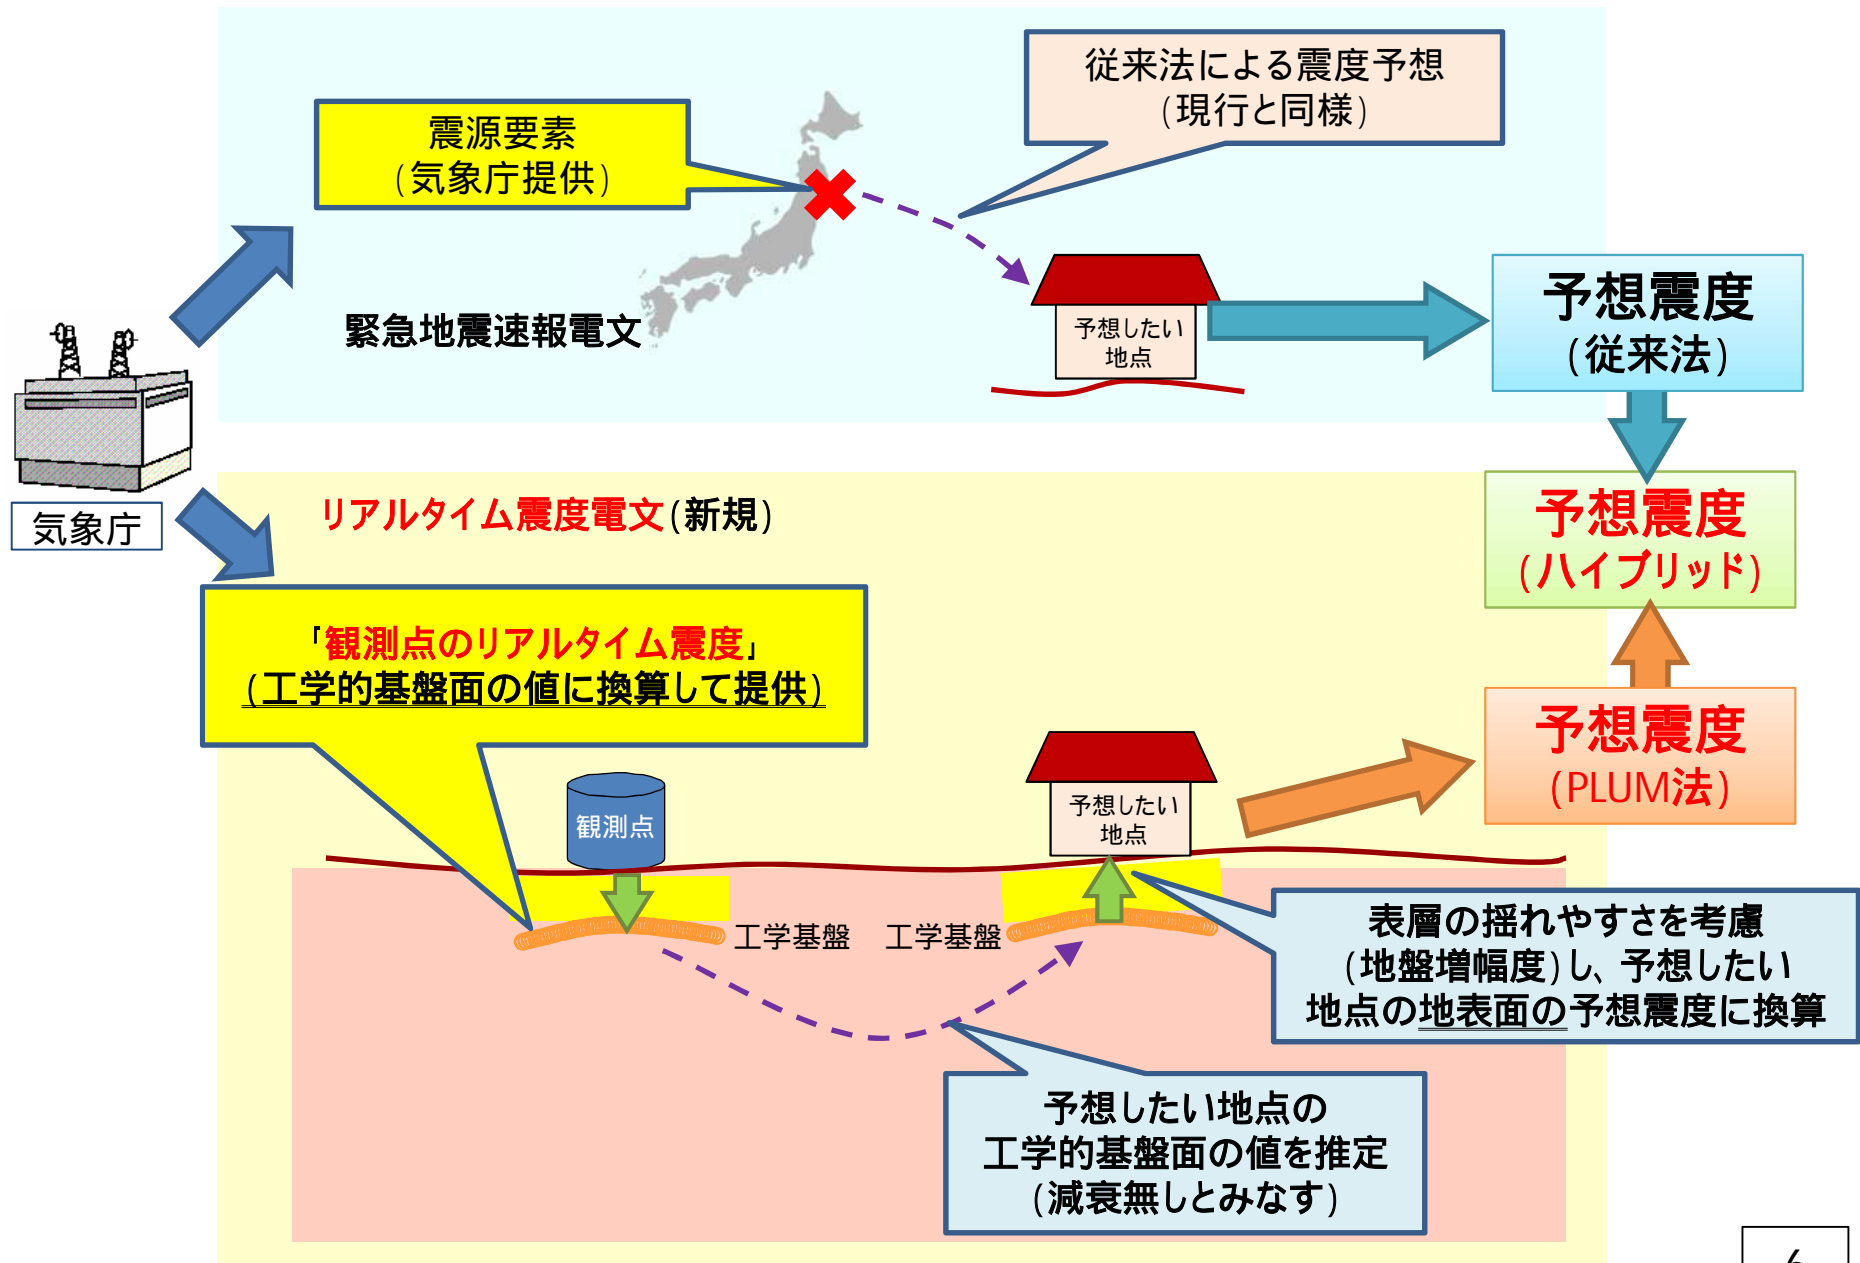 従来法による震度予想
(現行と同様)
震源要素
(気象庁提供)
緊急地震速報電文
予想したい
地点
予想震度
(従来法)
気象庁
リアルタイム震度電文(新規)
予想震度
(ハイブリッド)
「観測点のリアルタイム震度」
(工学的基盤面の値に換算して提供)
予想震度
(PLUM法)
観測点
予想したい
地点
工学基盤
工学基盤
表層の揺れやすさを考慮
(地盤増幅度)し、予想したい
地点の地表面の予想震度に換算
予想したい地点の
工学的基盤面の値を推定
(減衰無しとみなす)